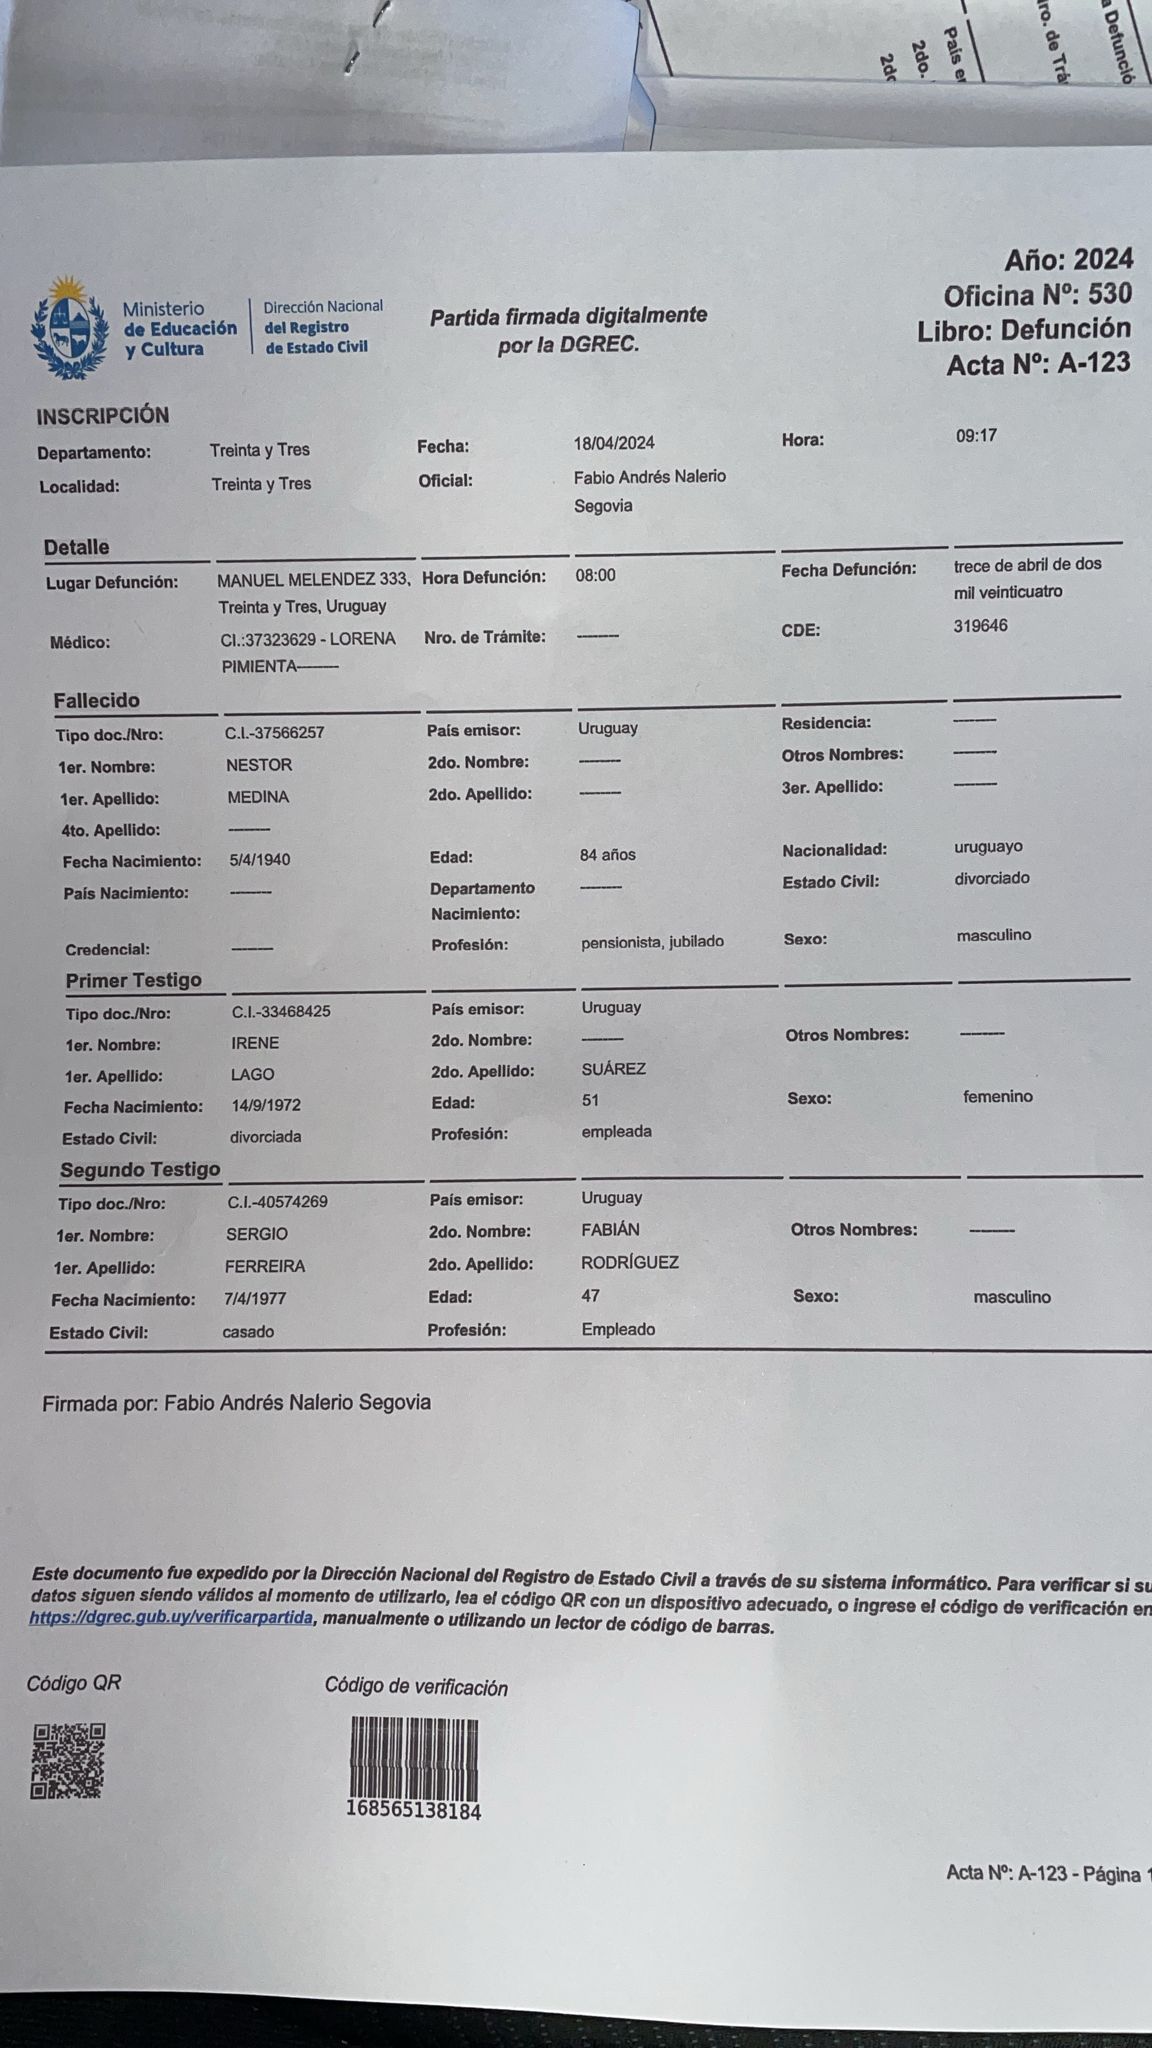 a Defunció
ro. de Trá
País e
2do.
2do
Año: 2024
Oficina Nº: 530
Libro: Defunción
Acta Nº: A-123
Ministerio
de Educación
y Cultura
Dirección Nacional
del Registro
de Estado Civil
Partida firmada digitalmente
por la DGREC.
INSCRIPCIÓN
Departamento: Treinta y Tres Fecha: 18/04/2024 Hora: 09:17
Localidad: Treinta y Tres Oficial: Fabio Andrés Nalerio
Segovia
Detalle
Lugar Defunción: MANUEL MELENDEZ 333, Hora Defunción: 08:00 Fecha Defunción: trece de abril de dos
Treinta y Tres, Uruguay mil veinticuatro
Médico: CI.:37323629 - LORENA Nro. de Trámite: ------- CDE: 319646
PIMIENTA-------
Fallecido
Tipo doc./Nro: C.I.-37566257 País emisor: Uruguay Residencia: -------
1er. Nombre: NESTOR 2do. Nombre: ------- Otros Nombres: -------
1er. Apellido: MEDINA 2do. Apellido: ------- 3er. Apellido: -------
4to. Apellido: -------
Fecha Nacimiento: 5/4/1940 Edad: 84 años Nacionalidad: uruguayo
País Nacimiento: ------- Departamento ------- Estado Civil: divorciado
Nacimiento:
Credencial: ------- Profesión: pensionista, jubilado Sexo: masculino
Primer Testigo
Tipo doc./Nro: C.I.-33468425 País emisor: Uruguay
1er. Nombre: IRENE 2do. Nombre: ------- Otros Nombres: -------
1er. Apellido: LAGO 2do. Apellido: SUÁREZ
Fecha Nacimiento: 14/9/1972 Edad: 51 Sexo: femenino
Estado Civil: divorciada Profesión: empleada
Segundo Testigo
Tipo doc./Nro: C.I.-40574269 País emisor: Uruguay
1er. Nombre: SERGIO 2do. Nombre: FABIÁN Otros Nombres: -------
1er. Apellido: FERREIRA 2do. Apellido: RODRÍGUEZ
Fecha Nacimiento: 7/4/1977 Edad: 47 Sexo: masculino
Estado Civil: casado Profesión: Empleado
Firmada por: Fabio Andrés Nalerio Segovia
Este documento fue expedido por la Dirección Nacional del Registro de Estado Civil a través de su sistema informático. Para verificar si su
datos siguen siendo válidos al momento de utilizarlo, lea el código QR con un dispositivo adecuado, o ingrese el código de verificación en
https://dgrec.gub.uy/verificarpartida, manualmente o utilizando un lector de código de barras.
Código QR Código de verificación
168565138184
Acta Nº: A-123 - Página 1